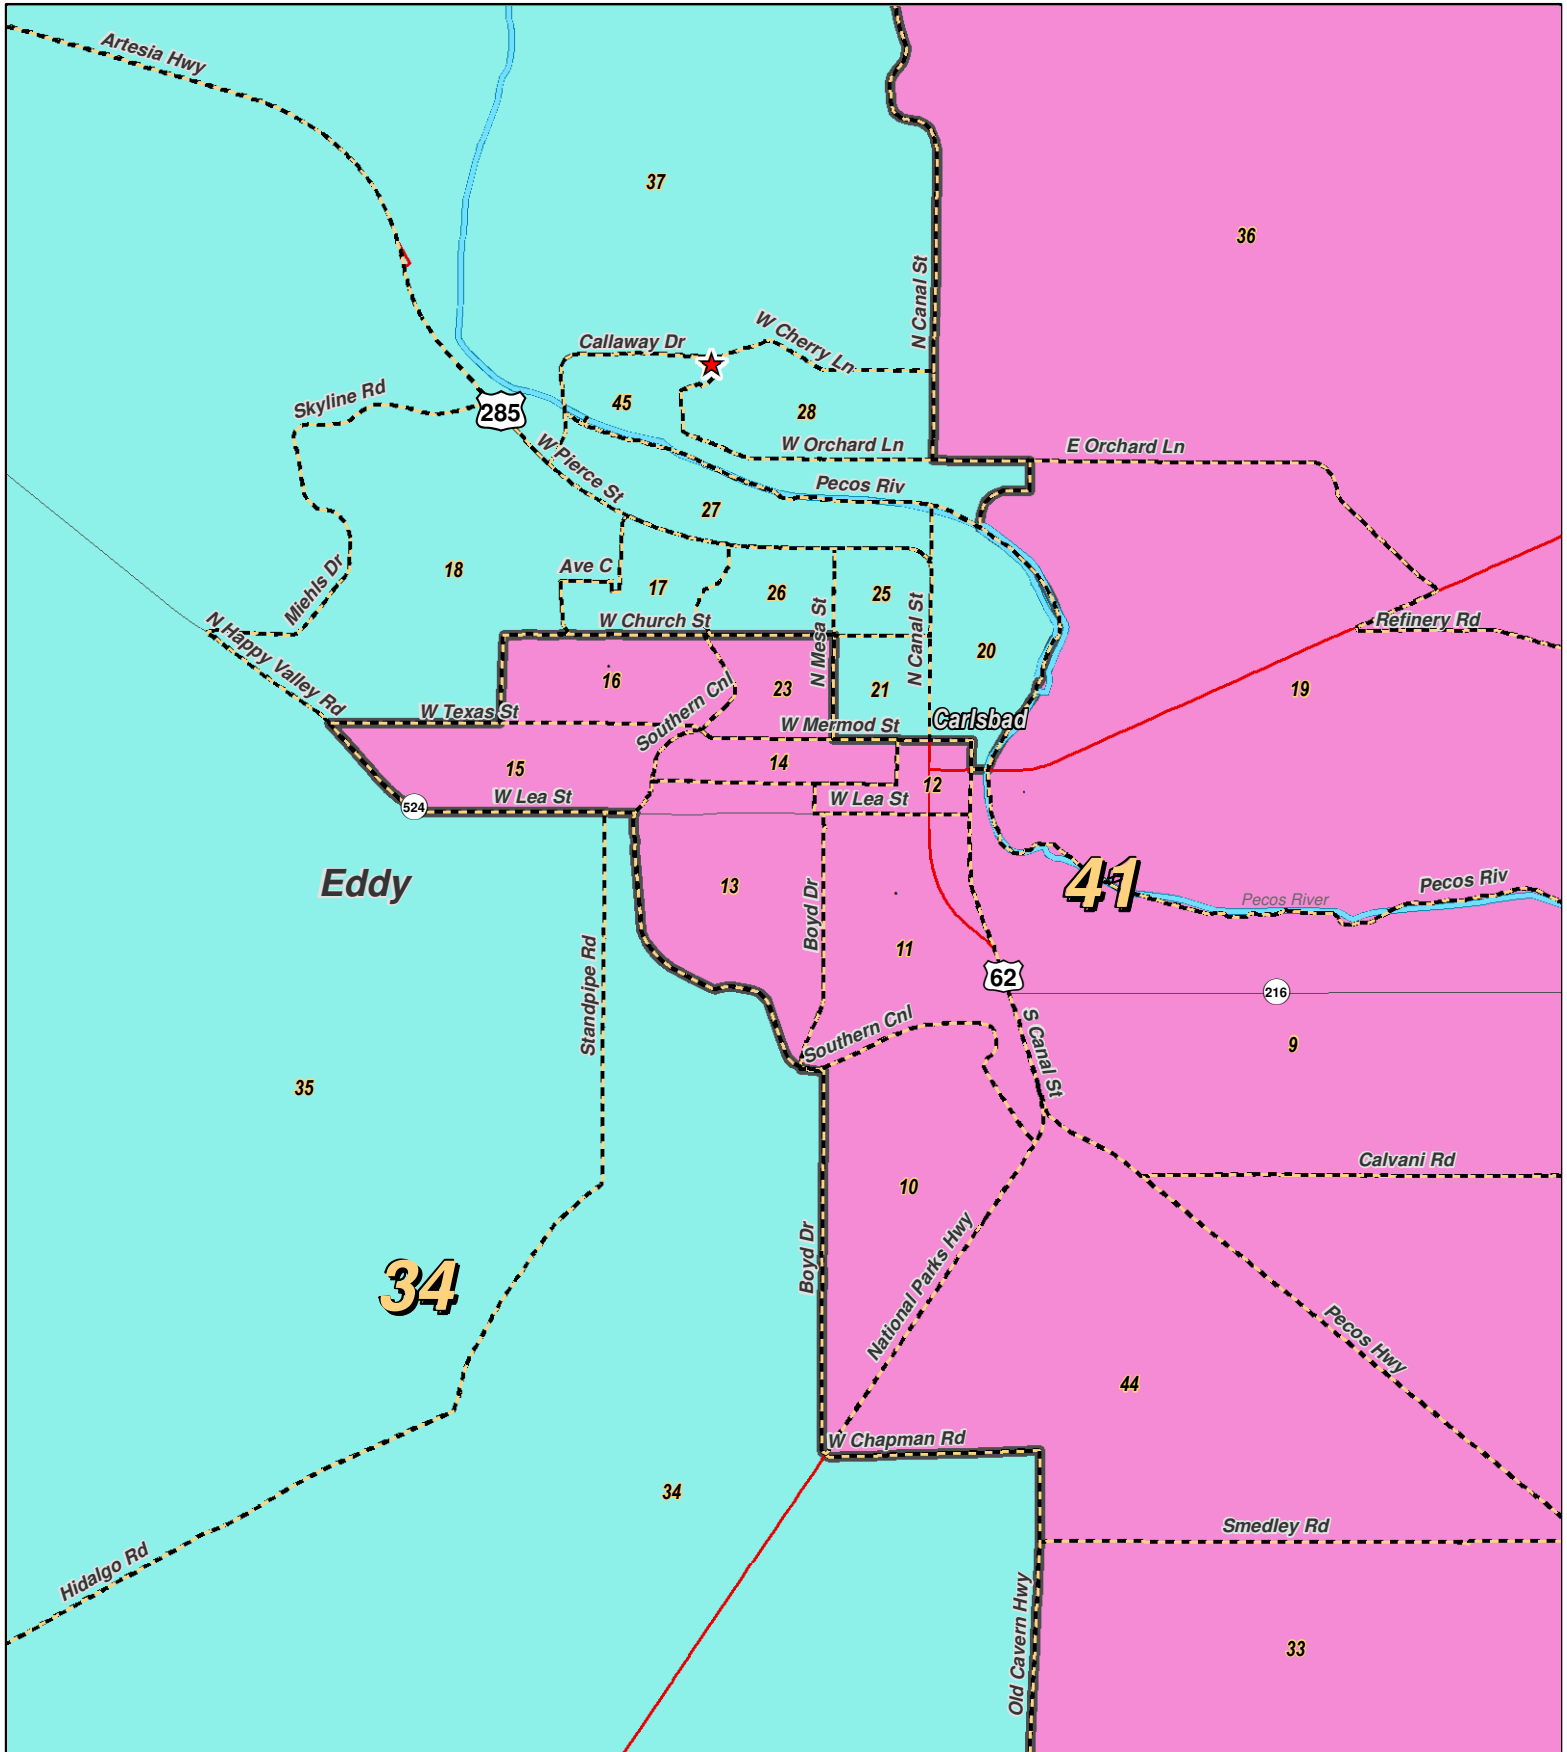 Artesia Hwy
37
36
N Canal St
Callaway Dr
W Cherry Ln
Skyline Rd
285
45
28
W Orchard Ln
E Orchard Ln
W Pierce St
Pecos Riv
27
18
Ave C
17
26
25
Miehls Dr
N Mesa St
N Canal St
W Church St
Refinery Rd
N Happy Valley Rd
20
16
23
21
19
Southern Cnl
W Texas St
W Mermod St
Carlsbad
15
14
12
W Lea St
W Lea St
524
Eddy
13
41
Pecos River
Pecos Riv
Boyd Dr
11
Standpipe Rd
62
216
Southern Cnl
S Canal St
9
35
Calvani Rd
10
Boyd Dr
National Parks Hwy
34
Pecos Hwy
44
W Chapman Rd
34
Smedley Rd
Hidalgo Rd
Old Cavern Hwy
33